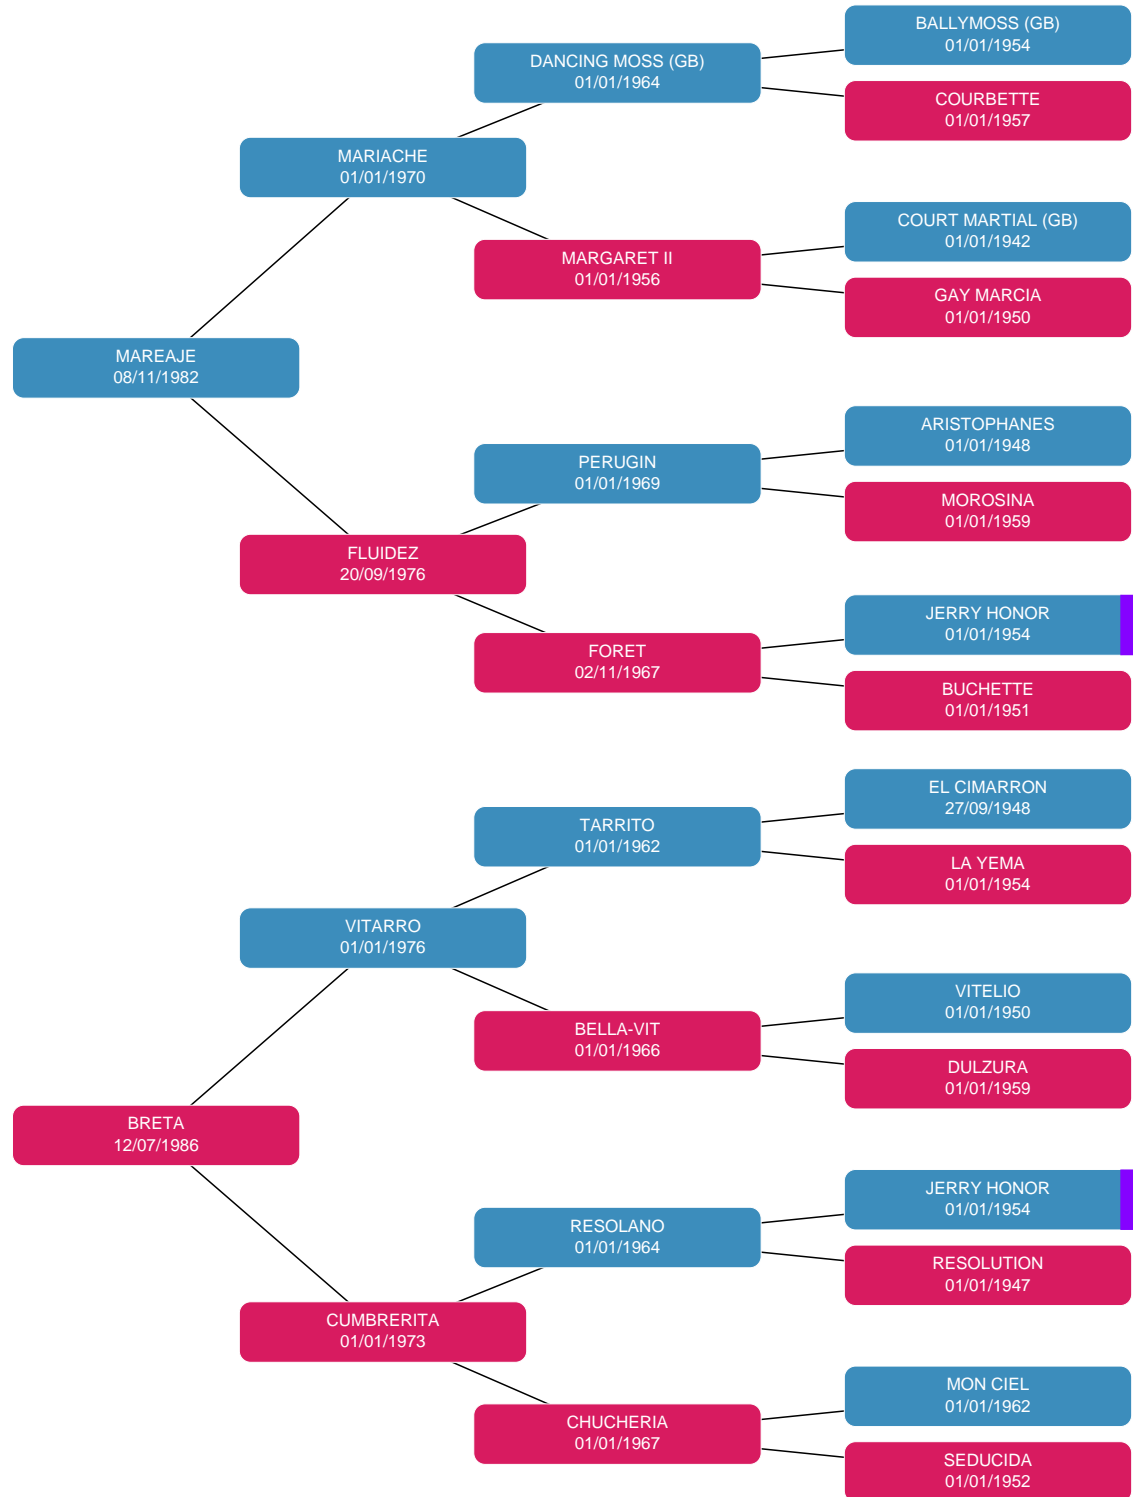 BALLYMOSS (GB)
01/01/1954
DANCING MOSS (GB)
01/01/1964
COURBETTE
01/01/1957
MARIACHE
01/01/1970
COURT MARTIAL (GB)
01/01/1942
MARGARET II
01/01/1956
GAY MARCIA
01/01/1950
MAREAJE
08/11/1982
ARISTOPHANES
01/01/1948
PERUGIN
01/01/1969
MOROSINA
01/01/1959
FLUIDEZ
20/09/1976
JERRY HONOR
01/01/1954
FORET
02/11/1967
BUCHETTE
01/01/1951
EL CIMARRON
27/09/1948
TARRITO
01/01/1962
LA YEMA
01/01/1954
VITARRO
01/01/1976
VITELIO
01/01/1950
BELLA-VIT
01/01/1966
DULZURA
01/01/1959
BRETA
12/07/1986
JERRY HONOR
01/01/1954
RESOLANO
01/01/1964
RESOLUTION
01/01/1947
CUMBRERITA
01/01/1973
MON CIEL
01/01/1962
CHUCHERIA
01/01/1967
SEDUCIDA
01/01/1952